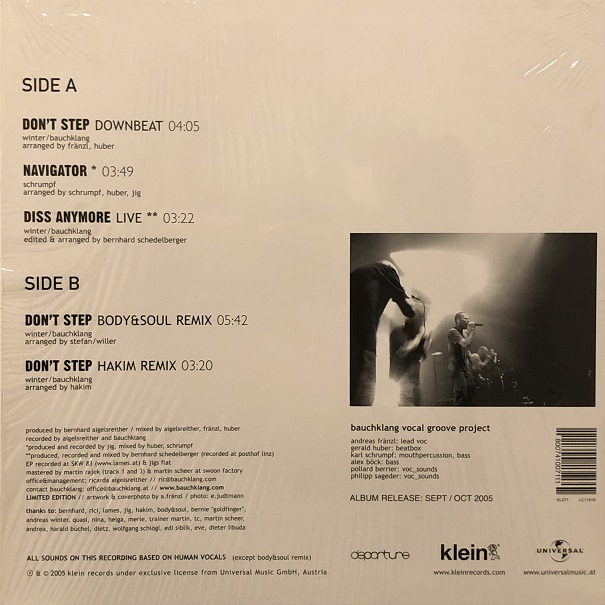 SIDE A
DON'T STEP DOWNBEAT 04:05
winter/bauchklang
arranged by fränzl, huber
NAVIGATOR * 03:49
schrumpf
arranged by schrumpf, huber, jig
DISS ANYMORE LIVE ** 03:22
winter/bauchklang
edited & arranged by bernhard schedelberger
SIDE B
DON'T STEP BODY&SOUL REMIX 05:42
winter/bauchklang
arranged by stefan/willer
DON'T STEP HAKIM REMIX 03:20
winter/bauchklang
arranged by hakim
produced by bernhard aigelsreither / mixed by aigelsreither, fränzl, huber
recorded by aigelsreither and bauchklang
*produced and recorded by jig, mixed by huber, schrumpf
**produced, recorded and mixed by bernhard schedelberger (recorded at posthof linz)
EP recorded at SKW 83 (www.lames.at) & jigs flat
mastered by martin rajek (track 1 and 3) & martin scheer at swoon factory
office&management: ricarda aigelsreither // ric@bauchklang.com
contact bauchklang: office@bauchklang.at // www.bauchklang.com
LIMITED EDITION // artwork & coverphoto by a.fränzl / photo: e.judtmann
thanks to: bernhard, rici, lames, jig, hakim, body&soul, bernie "goldfinger",
andreas winter, quasi, nina, helga, merie, trainer martin, tc, martin scheer,
andrea, harald büchel, dietz, wolfgang schlögl, edi siblik, eve, dieter libuda
ALL SOUNDS ON THIS RECORDING BASED ON HUMAN VOCALS (except body&soul remix)
℗ & © 2005 klein records under exclusive license from Universal Music GmbH, Austria
bauchklang vocal groove project
andreas fränzl: lead voc
gerald huber: beatbox
karl schrumpf: mouthpercussion, bass
alex böck: bass
pollard berrier: voc_sounds
philipp sageder: voc_sounds
ALBUM RELEASE: SEPT / OCT 2005
departure
klein
www.kleinrecords.com
UNIVERSAL
www.universalmusic.at